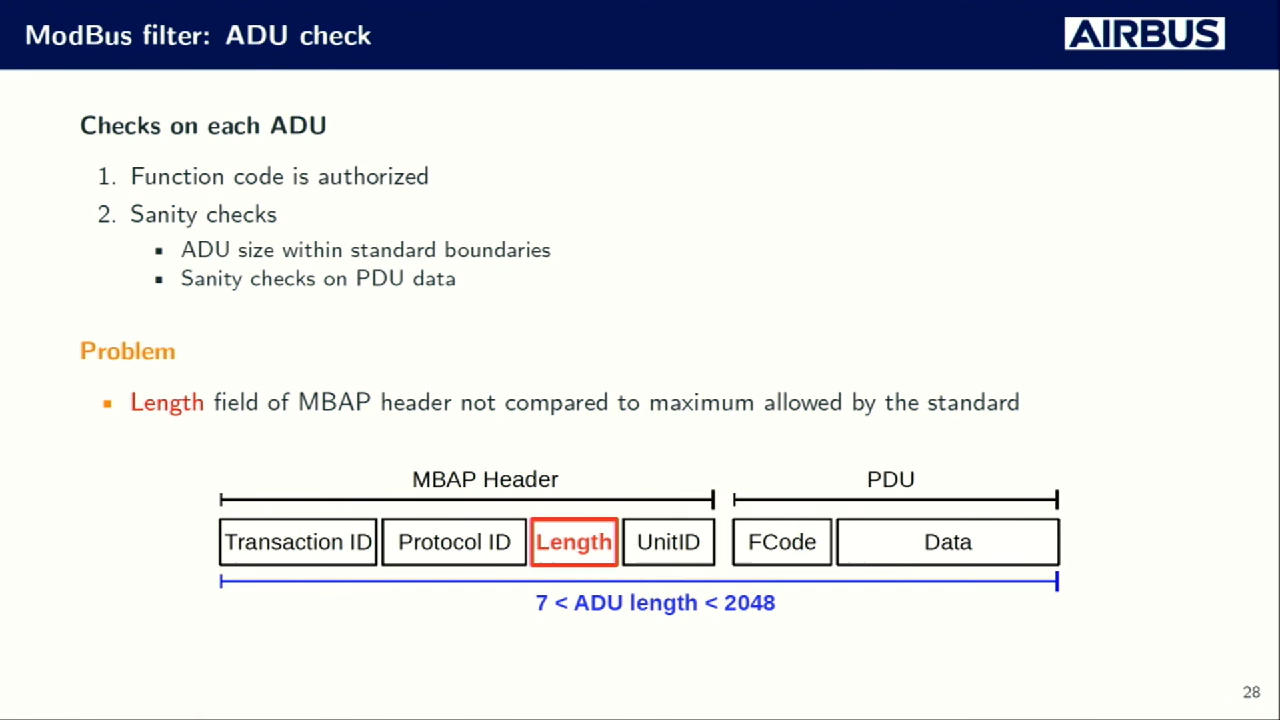 ModBus filter: ADU check
AIRBUS
Checks on each ADU
1. Function code is authorized
2. Sanity checks
▪ ADU size within standard boundaries
▪ Sanity checks on PDU data
Problem
▪ Length field of MBAP header not compared to maximum allowed by the standard
MBAP Header PDU
Transaction ID Protocol ID Length UnitID FCode Data
7 < ADU length < 2048
28